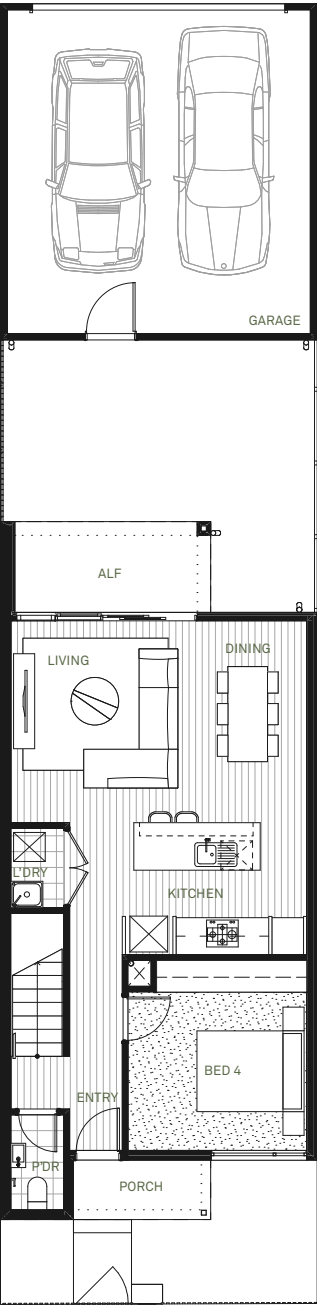 GARAGE
ALF
LIVING
DINING
L'DRY
KITCHEN
BED 4
ENTRY
P'DR
PORCH